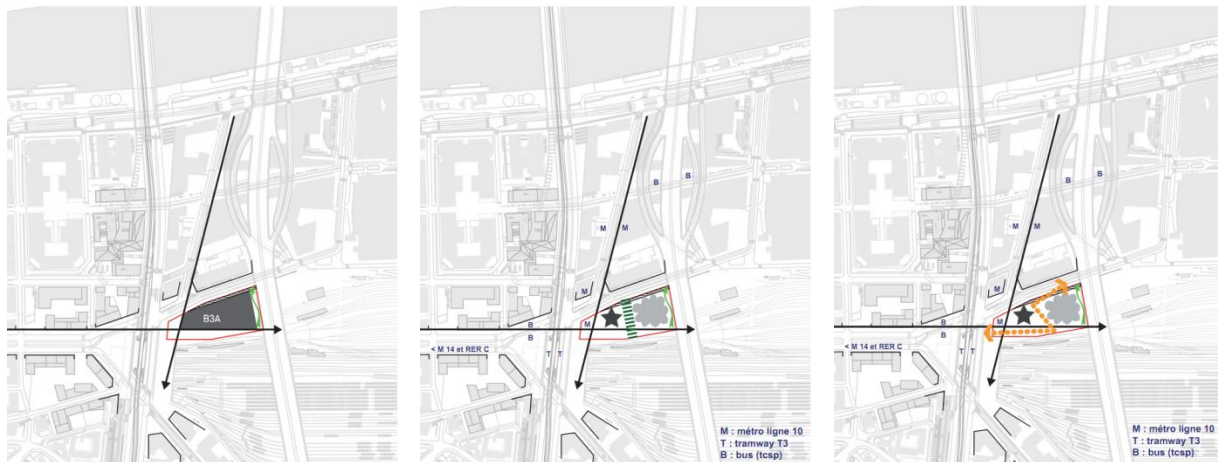 B3A
B
B
M
M
M
M
B
B
T T
< M 14 et RER C
M : métro ligne 10
T : tramway T3
B : bus (tcsp)
B
B
M
M
M
M
B
B
T T
< M 14 et RER C
M : métro ligne 10
T : tramway T3
B : bus (tcsp)